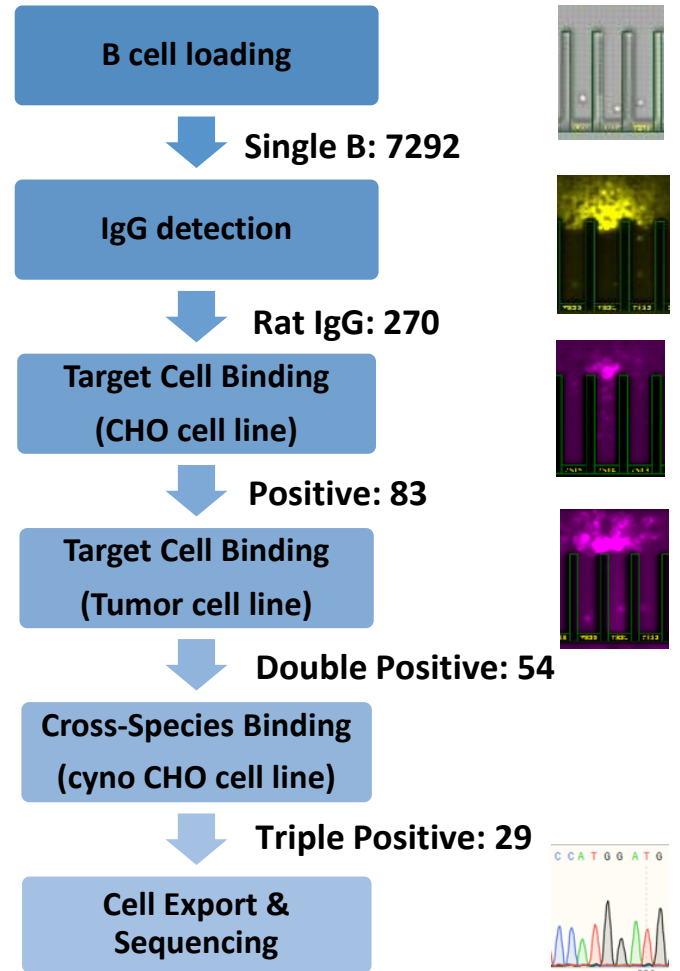 B cell loading
Single B: 7292
IgG detection
Rat IgG: 270
Target Cell Binding
(CHO cell line)
Positive: 83
Target Cell Binding
(Tumor cell line)
Double Positive: 54
Cross-Species Binding
(cyno CHO cell line)
Triple Positive: 29
Cell Export &
Sequencing
C C A T G G A T G